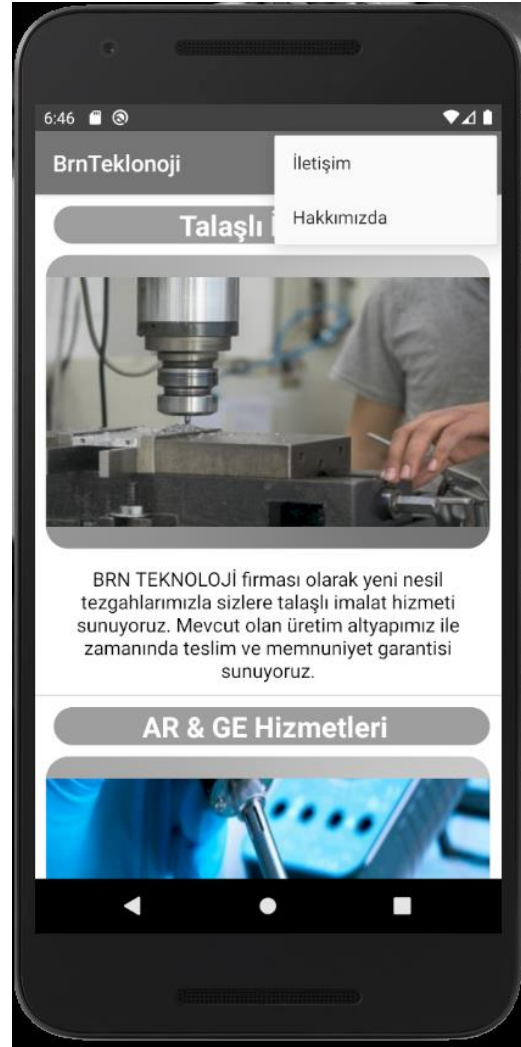 6:46
BrnTeklonoji
İletişim
Hakkımızda
Talaşlı
BRN TEKNOLOJİ firması olarak yeni nesil
tezgahlarımızla sizlere talaşlı imalat hizmeti
sunuyoruz. Mevcut olan üretim altyapımız ile
zamanında teslim ve memnuniyet garantisi
sunuyoruz.
AR & GE Hizmetleri